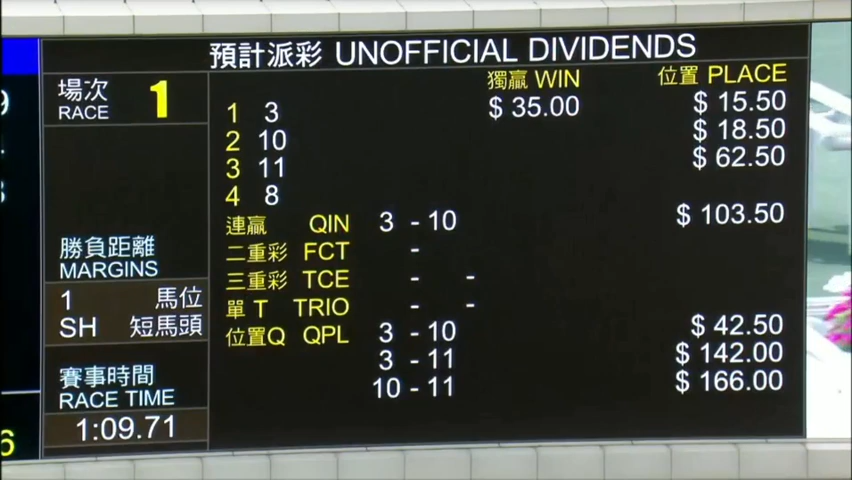 預計派彩 UNOFFICIAL DIVIDENDS
場次
RACE 1
獨贏 WIN 位置 PLACE
1 3 $ 35.00 $ 15.50
2 10 $ 18.50
3 11 $ 62.50
4 8
連贏 QIN 3 - 10 $ 103.50
二重彩 FCT -
三重彩 TCE - -
單 T TRIO - -
位置Q QPL 3 - 10 $ 42.50
3 - 11 $ 142.00
10 - 11 $ 166.00
勝負距離
MARGINS
1 馬位
SH 短馬頭
賽事時間
RACE TIME
1:09.71
6